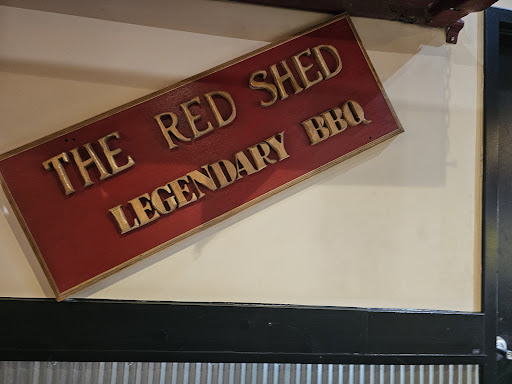 THE RED SHED
LEGENDARY BBQ